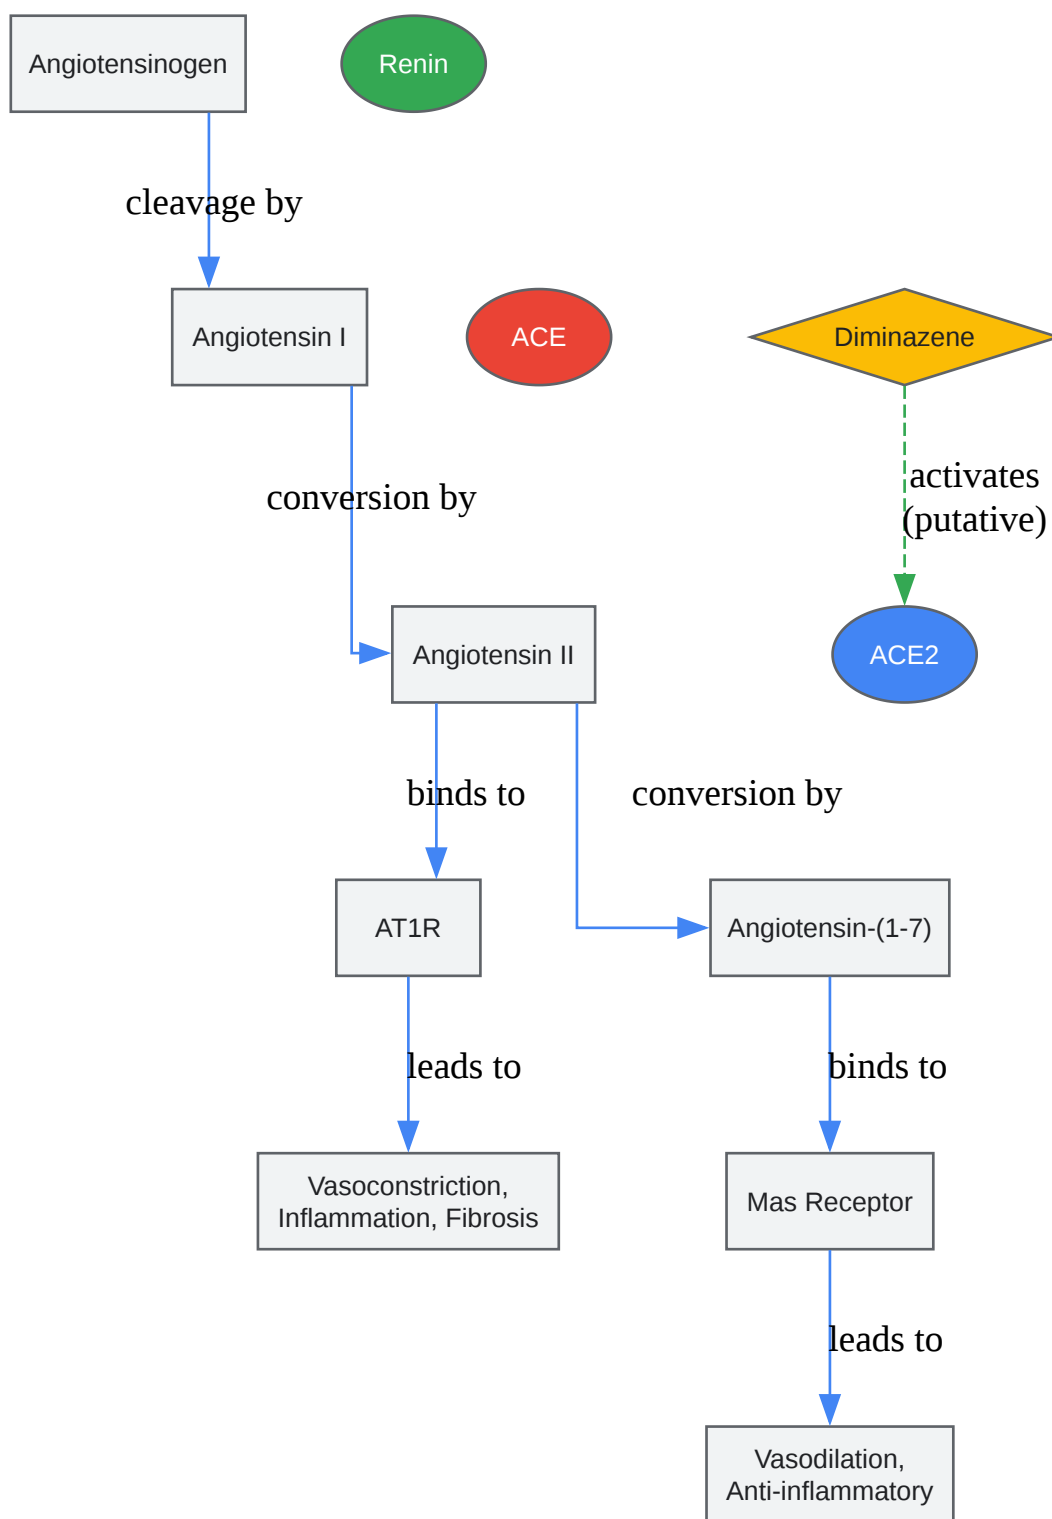 Angiotensinogen
Renin
cleavage by
Angiotensin I
ACE
Diminazene
conversion by
activates
(putative)
Angiotensin II
ACE2
binds to
conversion by
AT1R
Angiotensin-(1-7)
leads to
binds to
Vasoconstriction,
Inflammation, Fibrosis
Mas Receptor
leads to
Vasodilation,
Anti-inflammatory